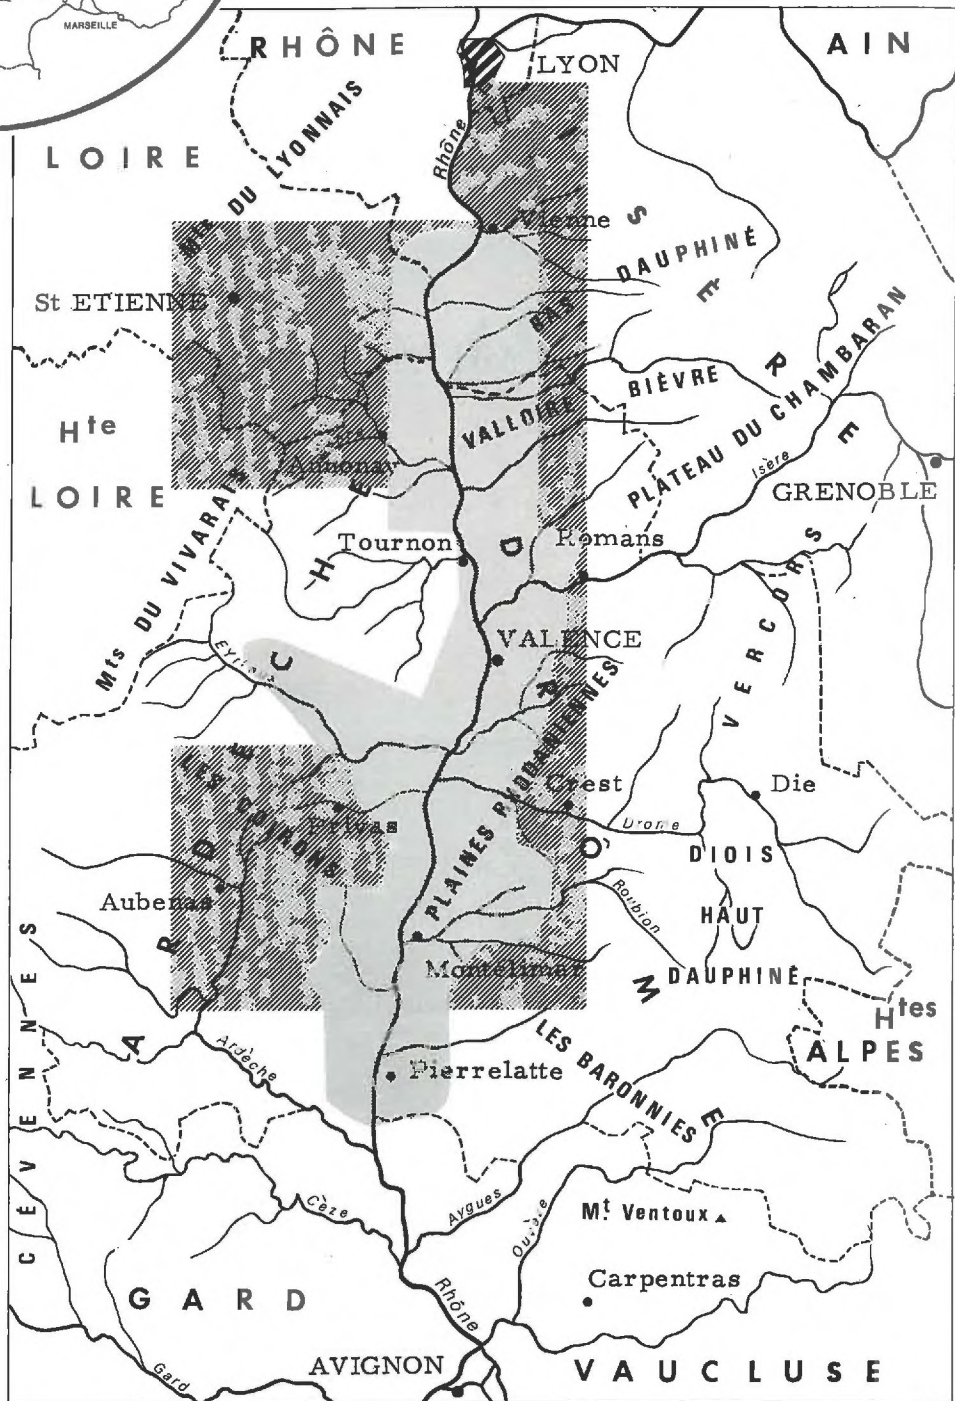 MARSEILLE
RHÔNE
AIN
LYON
LOIRE
Mts DU LYONNAIS
Rhône
Vienne
ISÈRE
BAS DAUPHINÉ
St ETIENNE
BIÈVRE
VALLOIRE
PLATEAU DU CHAMBARAN
Isère
Hte
LOIRE
Annonay
GRENOBLE
Mts DU VIVARAIS
Tournon
Romans
ARDÈCHE
DRÔME
VERCORS
VALENCE
Eyrieux
PLAINES RHODANIENNES
LES COIRONS
Privas
Crest
Die
Drome
DIOIS
Aubenas
Roubion
HAUT
DAUPHINÉ
Montélimar
Htes
ALPES
CÉVENNES
Ardèche
LES BARONNIES
Pierrelatte
Cèze
Aygues
Ouvèze
Mt Ventoux
Carpentras
GARD
Rhône
Gard
AVIGNON
VAUCLUSE